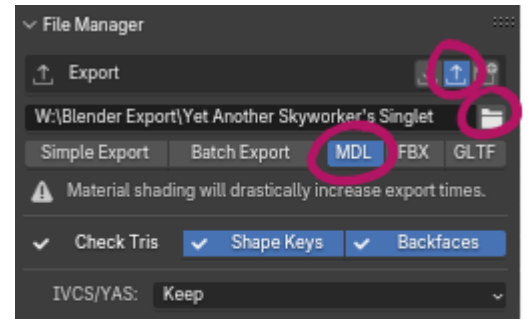 File Manager
Export
W:\Blender Export\Yet Another Skyworker's Singlet
Simple Export Batch Export MDL FBX GLTF
Material shading will drastically increase export times.
Check Tris Shape Keys Backfaces
IVCS/YAS: Keep